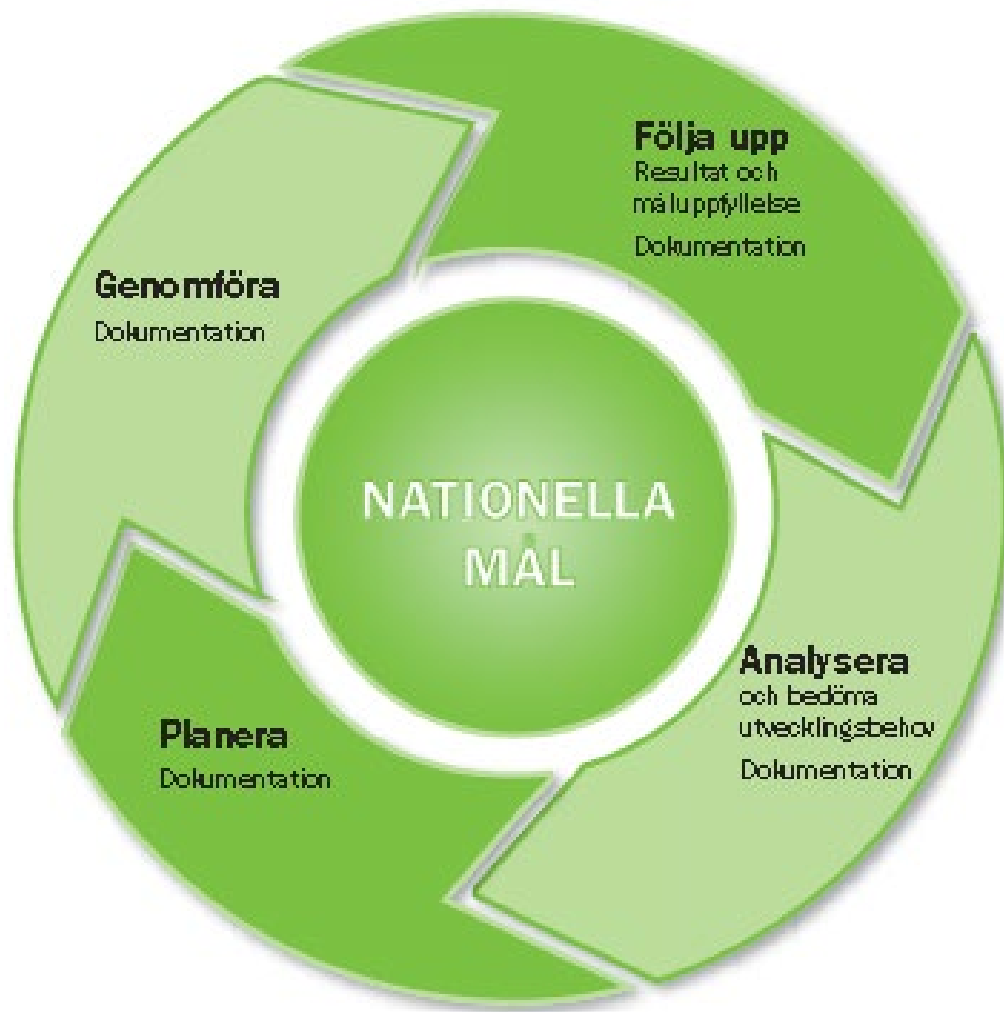 Följa upp
Resultat och
måluppfyllelse
Dokumentation
Genomföra
Dokumentation
NATIONELLA
MÅL
Analysera
och bedöma
utvecklingsbehov
Dokumentation
Planera
Dokumentation